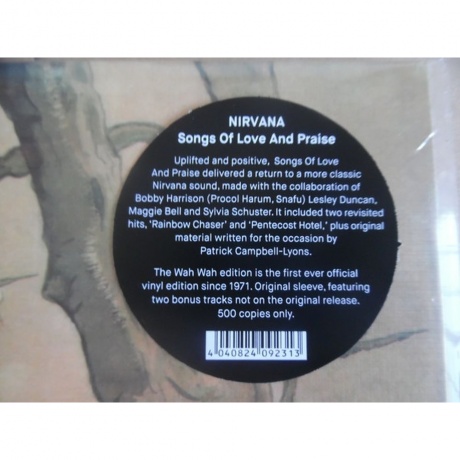 NIRVANA
Songs Of Love And Praise
Uplifted and positive, Songs Of Love
And Praise delivered a return to a more classic
Nirvana sound, made with the collaboration of
Bobby Harrison (Procol Harum, Snafu) Lesley Duncan,
Maggie Bell and Sylvia Schuster. It included two revisited
hits, 'Rainbow Chaser' and 'Pentecost Hotel,' plus original
material written for the occasion by
Patrick Campbell-Lyons.
The Wah Wah edition is the first ever official
vinyl edition since 1971. Original sleeve, featuring
two bonus tracks not on the original release.
500 copies only.
4 040824 092313